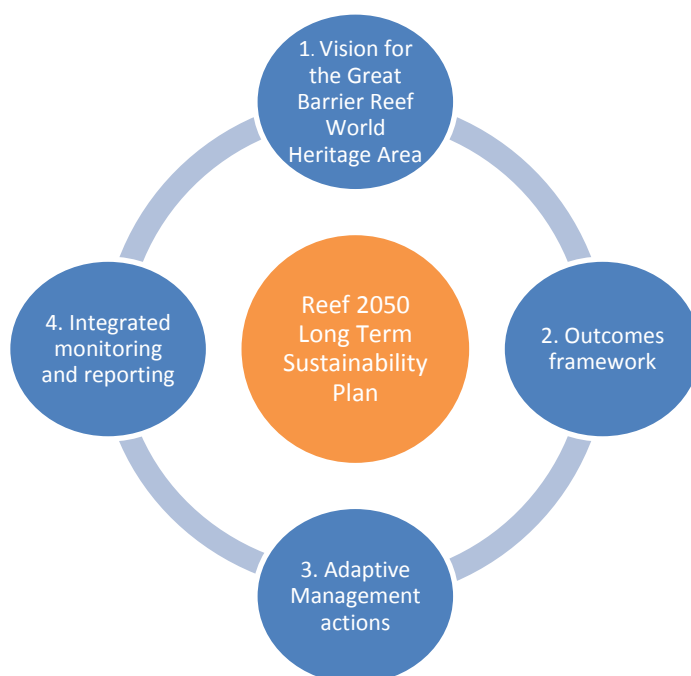 1. Vision for
the Great
Barrier Reef
World
Heritage Area
Reef 2050
Long Term
Sustainability
Plan
2. Outcomes
framework
3. Adaptive
Management
actions
4. Integrated
monitoring
and reporting